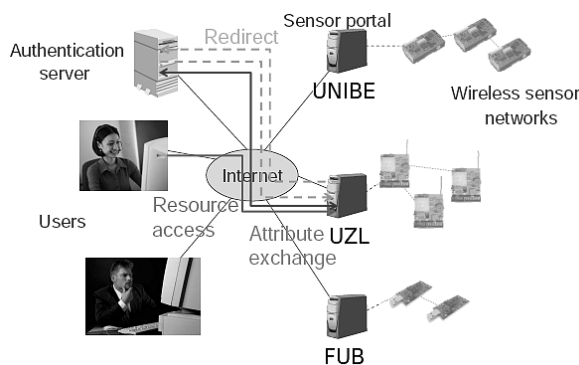 Redirect
Sensor portal
Authentication
server
UNIBE
Wireless sensor
networks
Internet
Users
Resource
access
Attribute
exchange
UZL
FUB